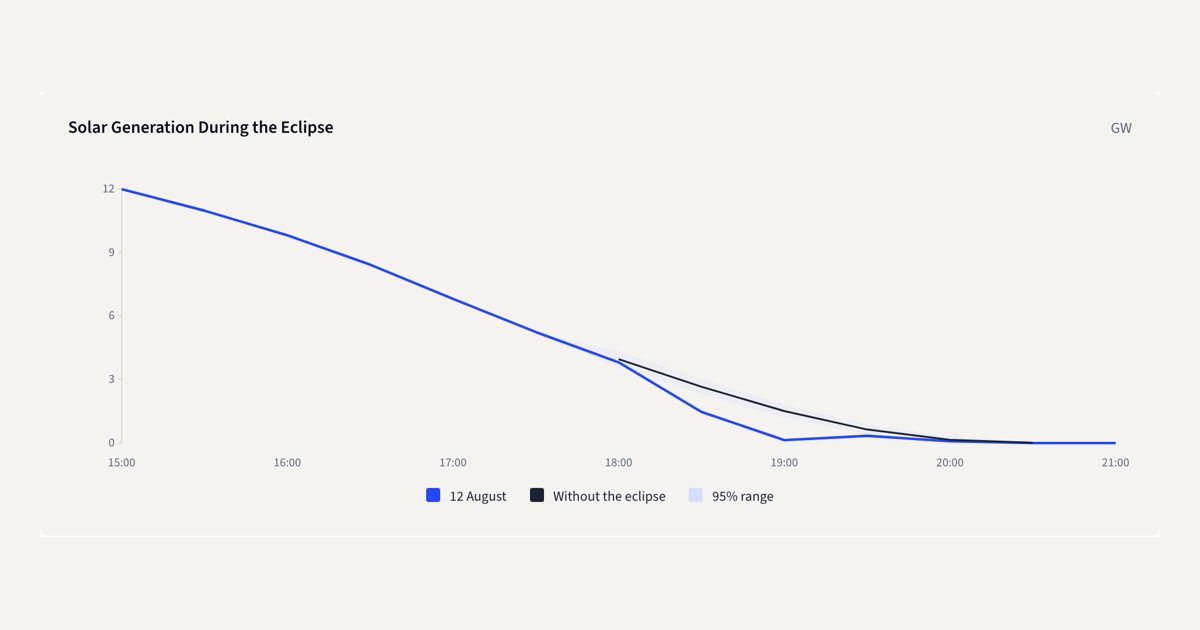 Solar Generation During the Eclipse
GW
12
9
6
3
0
15:00 16:00 17:00 18:00 19:00 20:00 21:00
12 August Without the eclipse 95% range